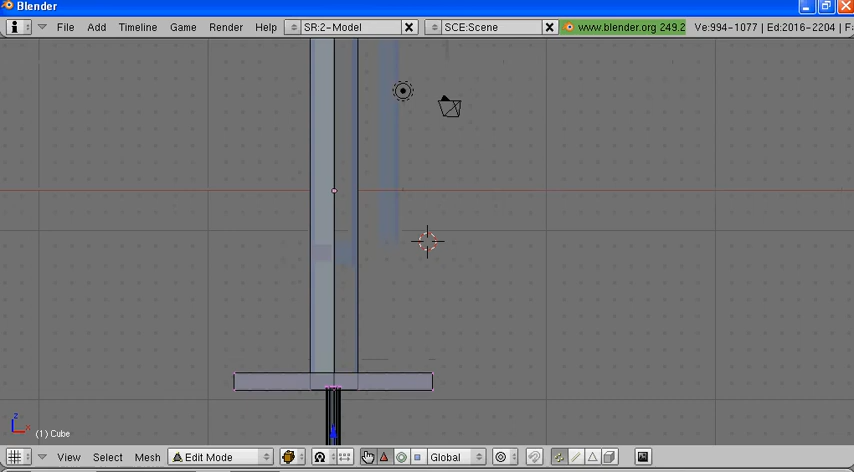 Blender
File Add Timeline Game Render Help SR:2-Model SCE:Scene www.blender.org 249.2 Ve:994-1077 | Ed:2016-2204 | F:
z
x
(1) Cube
View Select Mesh Edit Mode Global